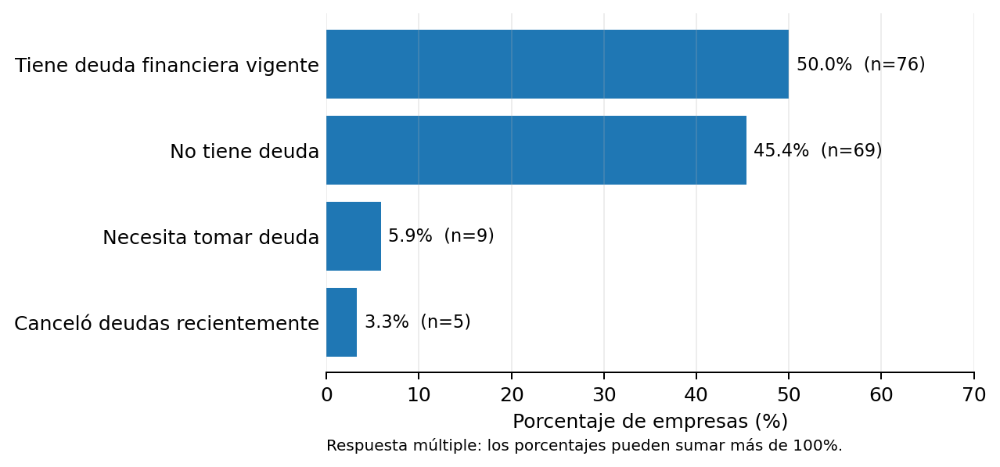 Tiene deuda financiera vigente 50.0% (n=76)
No tiene deuda 45.4% (n=69)
Necesita tomar deuda 5.9% (n=9)
Canceló deudas recientemente 3.3% (n=5)
0 10 20 30 40 50 60 70
Porcentaje de empresas (%)
Respuesta múltiple: los porcentajes pueden sumar más de 100%.